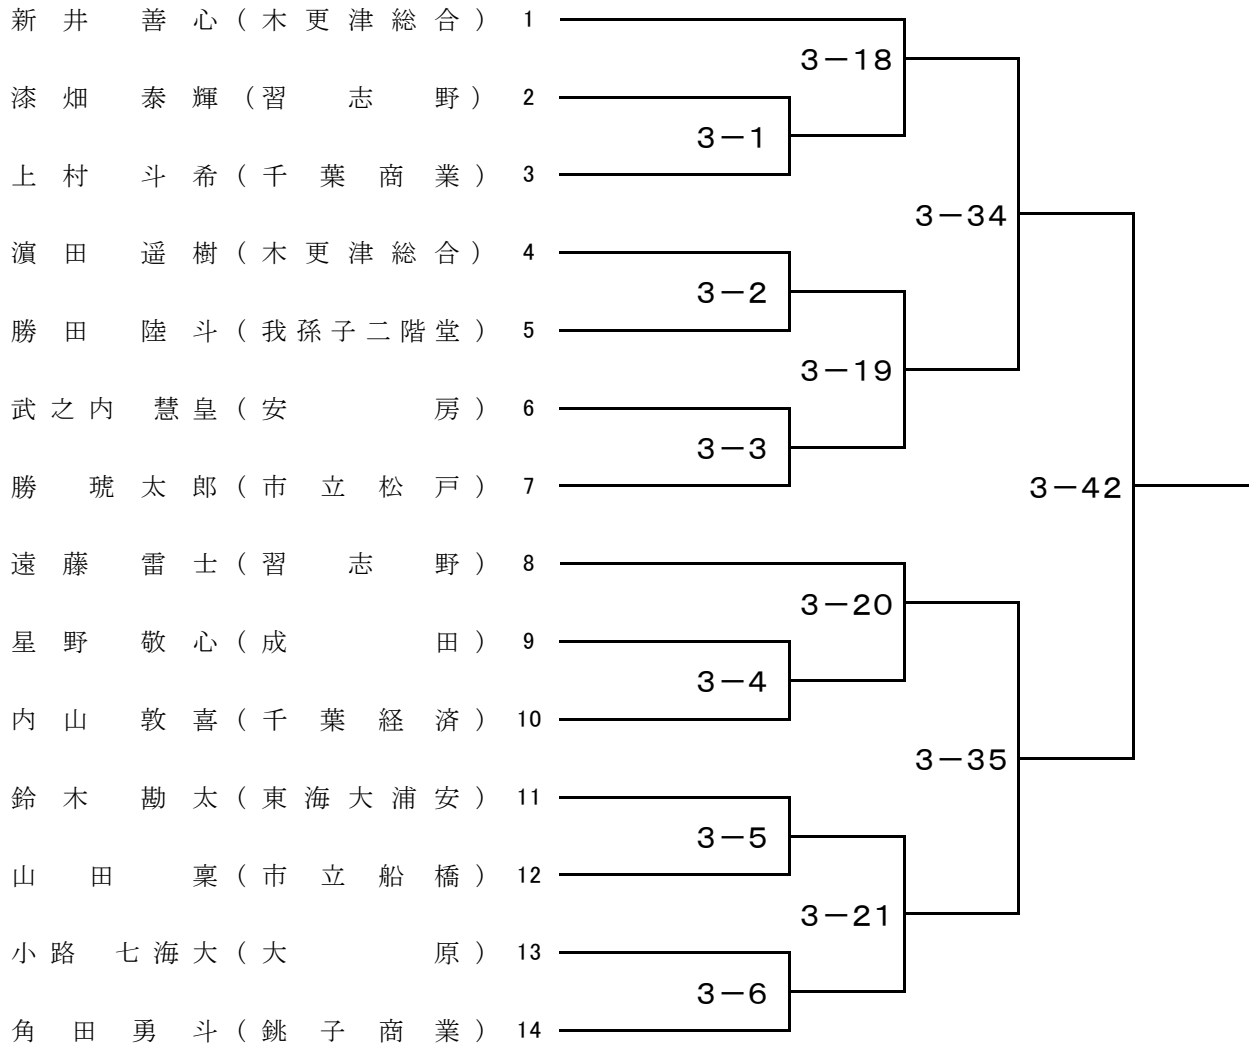 新井 善心(木更津総合) 1
3－18
漆畑 泰輝(習志野) 2
3－1
上村 斗希(千葉商業) 3
3－34
濵田 遥樹(木更津総合) 4
3－2
勝田 陸斗(我孫子二階堂) 5
3－19
武之内 慧皇(安房) 6
3－3
勝 琥太郎(市立松戸) 7
3－42
遠藤 雷士(習志野) 8
3－20
星野 敬心(成田) 9
3－4
内山 敦喜(千葉経済) 10
3－35
鈴木 勘太(東海大浦安) 11
3－5
山田 稟(市立船橋) 12
3－21
小路 七海大(大原) 13
3－6
角田勇斗(銚子商業) 14